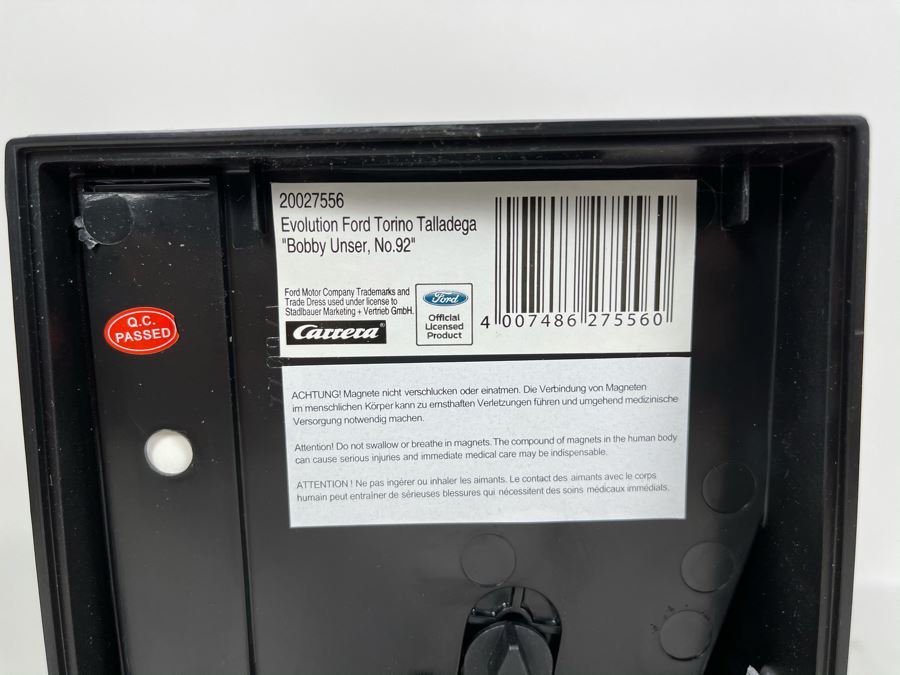 20027556
Evolution Ford Torino Talladega
"Bobby Unser, No.92"
Ford Motor Company Trademarks and
Trade Dress used under license to
Stadlbauer Marketing + Vertrieb GmbH.
Carrera®
Ford
Official
Licensed
Product
4 007486 275560
Q.C.
PASSED
ACHTUNG! Magnete nicht verschlucken oder einatmen. Die Verbindung von Magneten
im menschlichen Körper kann zu ernsthaften Verletzungen führen und umgehend medizinische
Versorgung notwendig machen.
Attention! Do not swallow or breathe in magnets. The compound of magnets in the human body
can cause serious injuries and immediate medical care may be indispensable.
ATTENTION ! Ne pas ingérer ou inhaler les aimants. Le contact des aimants avec le corps
humain peut entraîner de sérieuses blessures qui nécessitent des soins médicaux immédiats.